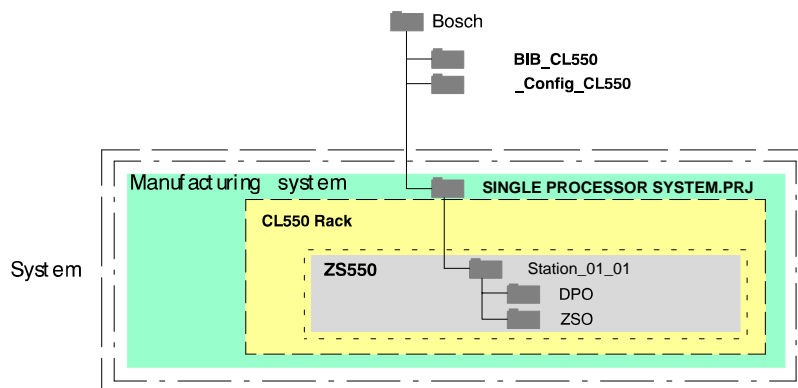 Bosch
BIB_CL550
_Config_CL550
Manufacturing system
SINGLE PROCESSOR SYSTEM.PRJ
CL550 Rack
System
ZS550
Station_01_01
DPO
ZSO